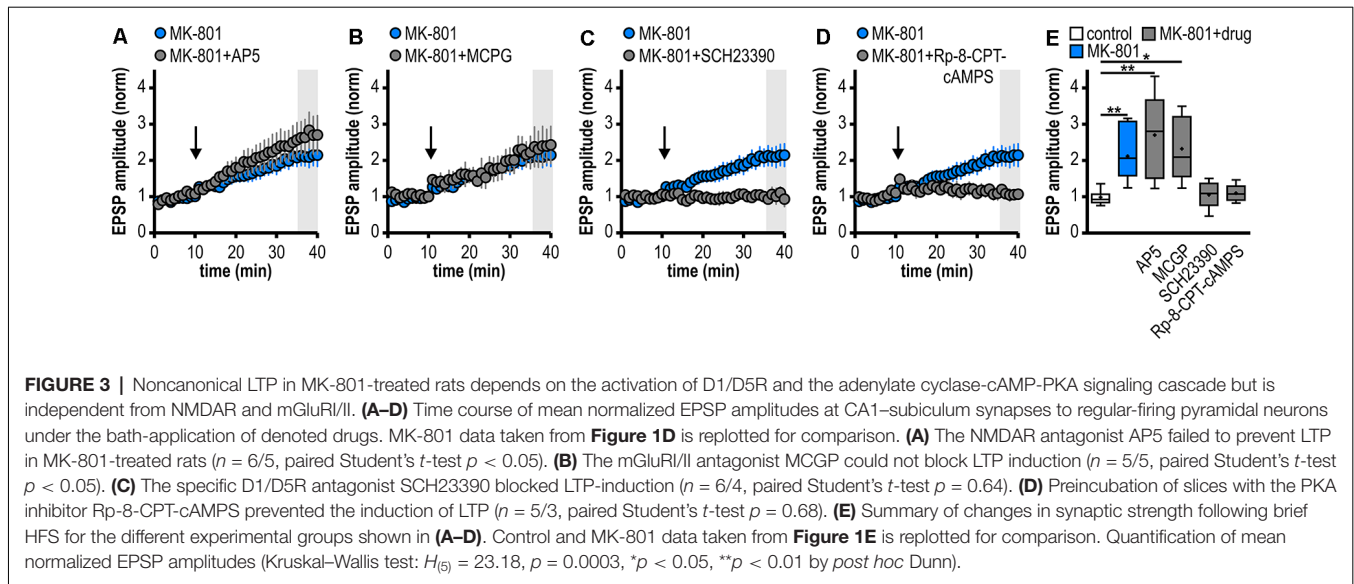 A
MK-801
MK-801+AP5
EPSP amplitude (norm)
4
3
2
1
0
0 10 20 30 40
time (min)
B
MK-801
MK-801+MCPG
EPSP amplitude (norm)
4
3
2
1
0
0 10 20 30 40
time (min)
C
MK-801
MK-801+SCH23390
EPSP amplitude (norm)
4
3
2
1
0
0 10 20 30 40
time (min)
D
MK-801
MK-801+Rp-8-CPT-
cAMPS
EPSP amplitude (norm)
4
3
2
1
0
0 10 20 30 40
time (min)
E
control MK-801+drug
MK-801
EPSP amplitude (norm)
4
3
2
1
0
*
**
**
AP5
MCGP
SCH23390
Rp-8-CPT-cAMPS
FIGURE 3 | Noncanonical LTP in MK-801-treated rats depends on the activation of D1/D5R and the adenylate cyclase-cAMP-PKA signaling cascade but is
independent from NMDAR and mGluRI/II. (A–D) Time course of mean normalized EPSP amplitudes at CA1–subiculum synapses to regular-firing pyramidal neurons
under the bath-application of denoted drugs. MK-801 data taken from Figure 1D is replotted for comparison. (A) The NMDAR antagonist AP5 failed to prevent LTP
in MK-801-treated rats (n = 6/5, paired Student's t-test p < 0.05). (B) The mGluRI/II antagonist MCGP could not block LTP induction (n = 5/5, paired Student's t-test
p < 0.05). (C) The specific D1/D5R antagonist SCH23390 blocked LTP-induction (n = 6/4, paired Student's t-test p = 0.64). (D) Preincubation of slices with the PKA
inhibitor Rp-8-CPT-cAMPS prevented the induction of LTP (n = 5/3, paired Student's t-test p = 0.68). (E) Summary of changes in synaptic strength following brief
HFS for the different experimental groups shown in (A–D). Control and MK-801 data taken from Figure 1E is replotted for comparison. Quantification of mean
normalized EPSP amplitudes (Kruskal–Wallis test: H(5) = 23.18, p = 0.0003, *p < 0.05, **p < 0.01 by post hoc Dunn).